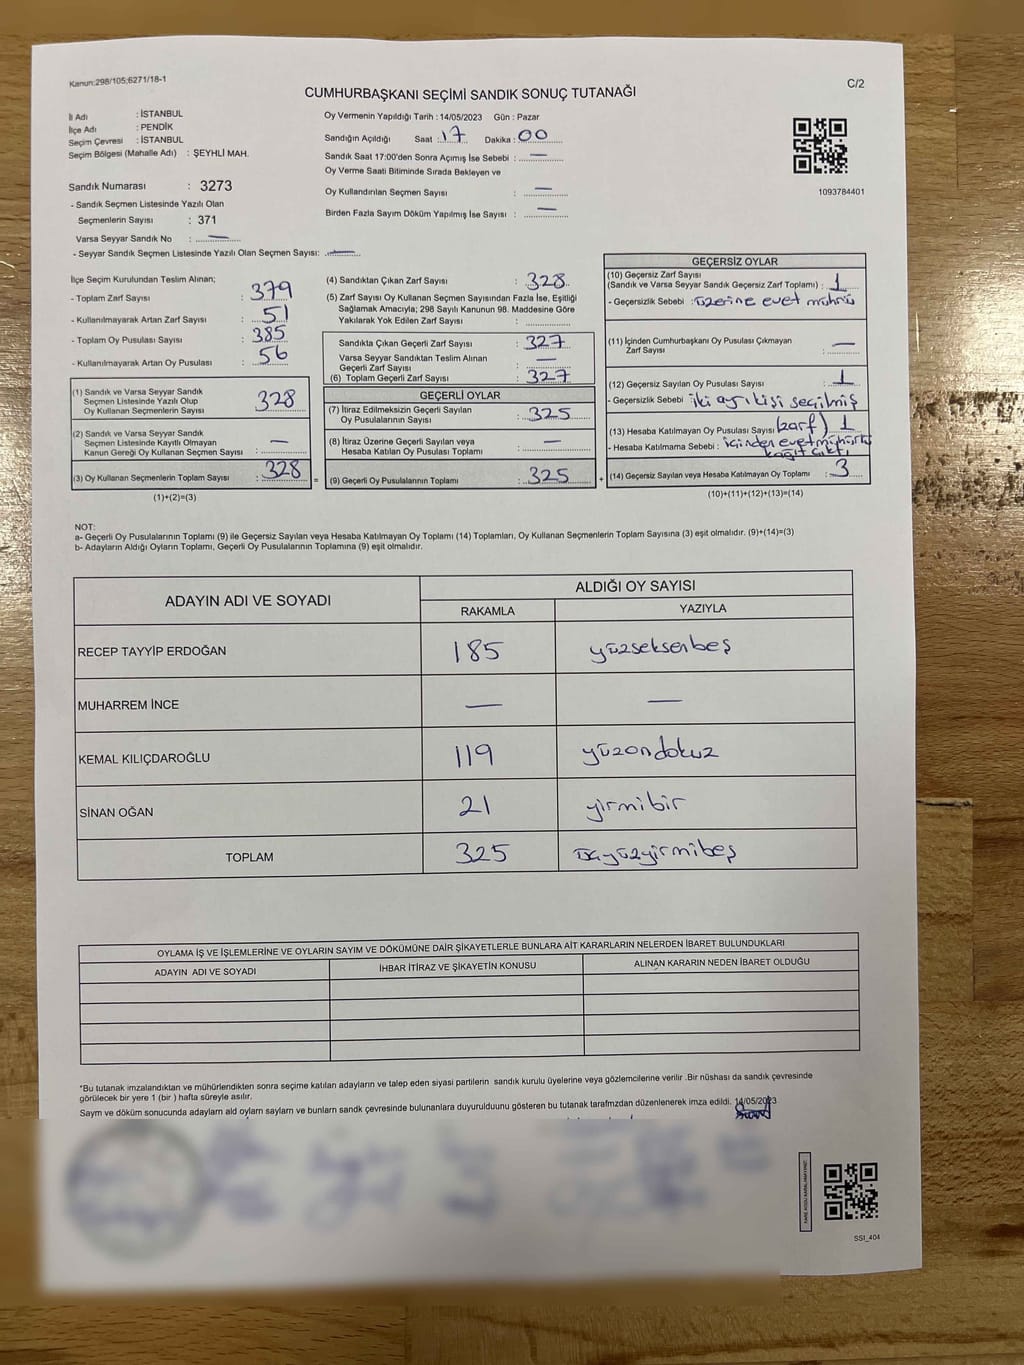 Kanun:298/105;6271/18-1
C/2
CUMHURBAŞKANI SEÇİMİ SANDIK SONUÇ TUTANAĞI
İl Adı : İSTANBUL
İlçe Adı : PENDİK
Seçim Çevresi : İSTANBUL
Seçim Bölgesi (Mahalle Adı) : ŞEYHLİ MAH.
Sandık Numarası : 3273
- Sandık Seçmen Listesinde Yazılı Olan
Seçmenlerin Sayısı : 371
Varsa Seyyar Sandık No : —
- Seyyar Sandık Seçmen Listesinde Yazılı Olan Seçmen Sayısı: —
Oy Vermenin Yapıldığı Tarih : 14/05/2023 Gün : Pazar
Sandığın Açıldığı Saat : 17 Dakika : 00
Sandık Saat 17:00'den Sonra Açımış İse Sebebi : —
Oy Verme Saati Bitiminde Sırada Bekleyen ve
Oy Kullandırılan Seçmen Sayısı : —
Birden Fazla Sayım Döküm Yapılmış İse Sayısı : —
1093784401
İlçe Seçim Kurulundan Teslim Alınan;
- Toplam Zarf Sayısı : 379
- Kullanılmayarak Artan Zarf Sayısı : 51
- Toplam Oy Pusulası Sayısı : 385
- Kullanılmayarak Artan Oy Pusulası : 56
(1) Sandık ve Varsa Seyyar Sandık
Seçmen Listesinde Yazılı Olup
Oy Kullanan Seçmenlerin Sayısı : 328
(2) Sandık ve Varsa Seyyar Sandık
Seçmen Listesinde Kayıtlı Olmayan
Kanun Gereği Oy Kullanan Seçmen Sayısı : —
(3) Oy Kullanan Seçmenlerin Toplam Sayısı : 328 =
(1)+(2)=(3)
(4) Sandıktan Çıkan Zarf Sayısı : 328
(5) Zarf Sayısı Oy Kullanan Seçmen Sayısından Fazla İse, Eşitliği
Sağlamak Amacıyla; 298 Sayılı Kanunun 98. Maddesine Göre
Yakılarak Yok Edilen Zarf Sayısı :
Sandıkta Çıkan Geçerli Zarf Sayısı : 327
Varsa Seyyar Sandıktan Teslim Alınan
Geçerli Zarf Sayısı : —
(6) Toplam Geçerli Zarf Sayısı : 327
GEÇERLİ OYLAR
(7) İtiraz Edilmeksizin Geçerli Sayılan
Oy Pusulalarının Sayısı : 325
(8) İtiraz Üzerine Geçerli Sayılan veya
Hesaba Katılan Oy Pusulası Toplamı : —
(9) Geçerli Oy Pusulalarının Toplamı : 325 +
GEÇERSİZ OYLAR
(10) Geçersiz Zarf Sayısı
(Sandık ve Varsa Seyyar Sandık Geçersiz Zarf Toplamı) : 1
- Geçersizlik Sebebi : üzerine evet mührü
(11) İçinden Cumhurbaşkanı Oy Pusulası Çıkmayan
Zarf Sayısı : —
(12) Geçersiz Sayılan Oy Pusulası Sayısı : 1
- Geçersizlik Sebebi : iki ayrı kişi seçilmiş
(13) Hesaba Katılmayan Oy Pusulası Sayısı (zarf) 1
- Hesaba Katılmama Sebebi : içinden evet mühürlü
kağıt çıktı
(14) Geçersiz Sayılan veya Hesaba Katılmayan Oy Toplamı : 3
(10)+(11)+(12)+(13)=(14)
NOT:
a- Geçerli Oy Pusulalarının Toplamı (9) ile Geçersiz Sayılan veya Hesaba Katılmayan Oy Toplamı (14) Toplamları, Oy Kullanan Seçmenlerin Toplam Sayısına (3) eşit olmalıdır. (9)+(14)=(3)
b- Adayların Aldığı Oyların Toplamı, Geçerli Oy Pusulalarının Toplamına (9) eşit olmalıdır.
ADAYIN ADI VE SOYADI
ALDIĞI OY SAYISI
RAKAMLA YAZIYLA
RECEP TAYYİP ERDOĞAN 185 yüzseksenbeş
MUHARREM İNCE — —
KEMAL KILIÇDAROĞLU 119 yüzondokuz
SİNAN OĞAN 21 yirmibir
TOPLAM 325 üçyüzyirmibeş
OYLAMA İŞ VE İŞLEMLERİNE VE OYLARIN SAYIM VE DÖKÜMÜNE DAİR ŞİKAYETLERLE BUNLARA AİT KARARLARIN NELERDEN İBARET BULUNDUKLARI
ADAYIN ADI VE SOYADI İHBAR İTİRAZ VE ŞİKAYETİN KONUSU ALINAN KARARIN NEDEN İBARET OLDUĞU
*Bu tutanak imzalandıktan ve mühürlendikten sonra seçime katılan adayların ve talep eden siyasi partilerin sandık kurulu üyelerine veya gözlemcilerine verilir .Bir nüshası da sandık çevresinde
görülecek bir yere 1 (bir ) hafta süreyle asılır.
Saym ve döküm sonucunda adaylarn ald oylarn saylarn ve bunlarn sandk çevresinde bulunanlara duyurulduunu gösteren bu tutanak tarafmzdan düzenlenerek imza edildi. 14/05/2023
SSI_404